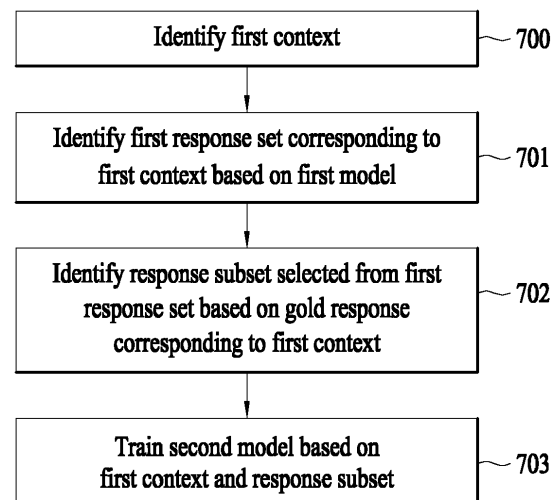 Identify first context
700
Identify first response set corresponding to
first context based on first model
701
Identify response subset selected from first
response set based on gold response
corresponding to first context
702
Train second model based on
first context and response subset
703